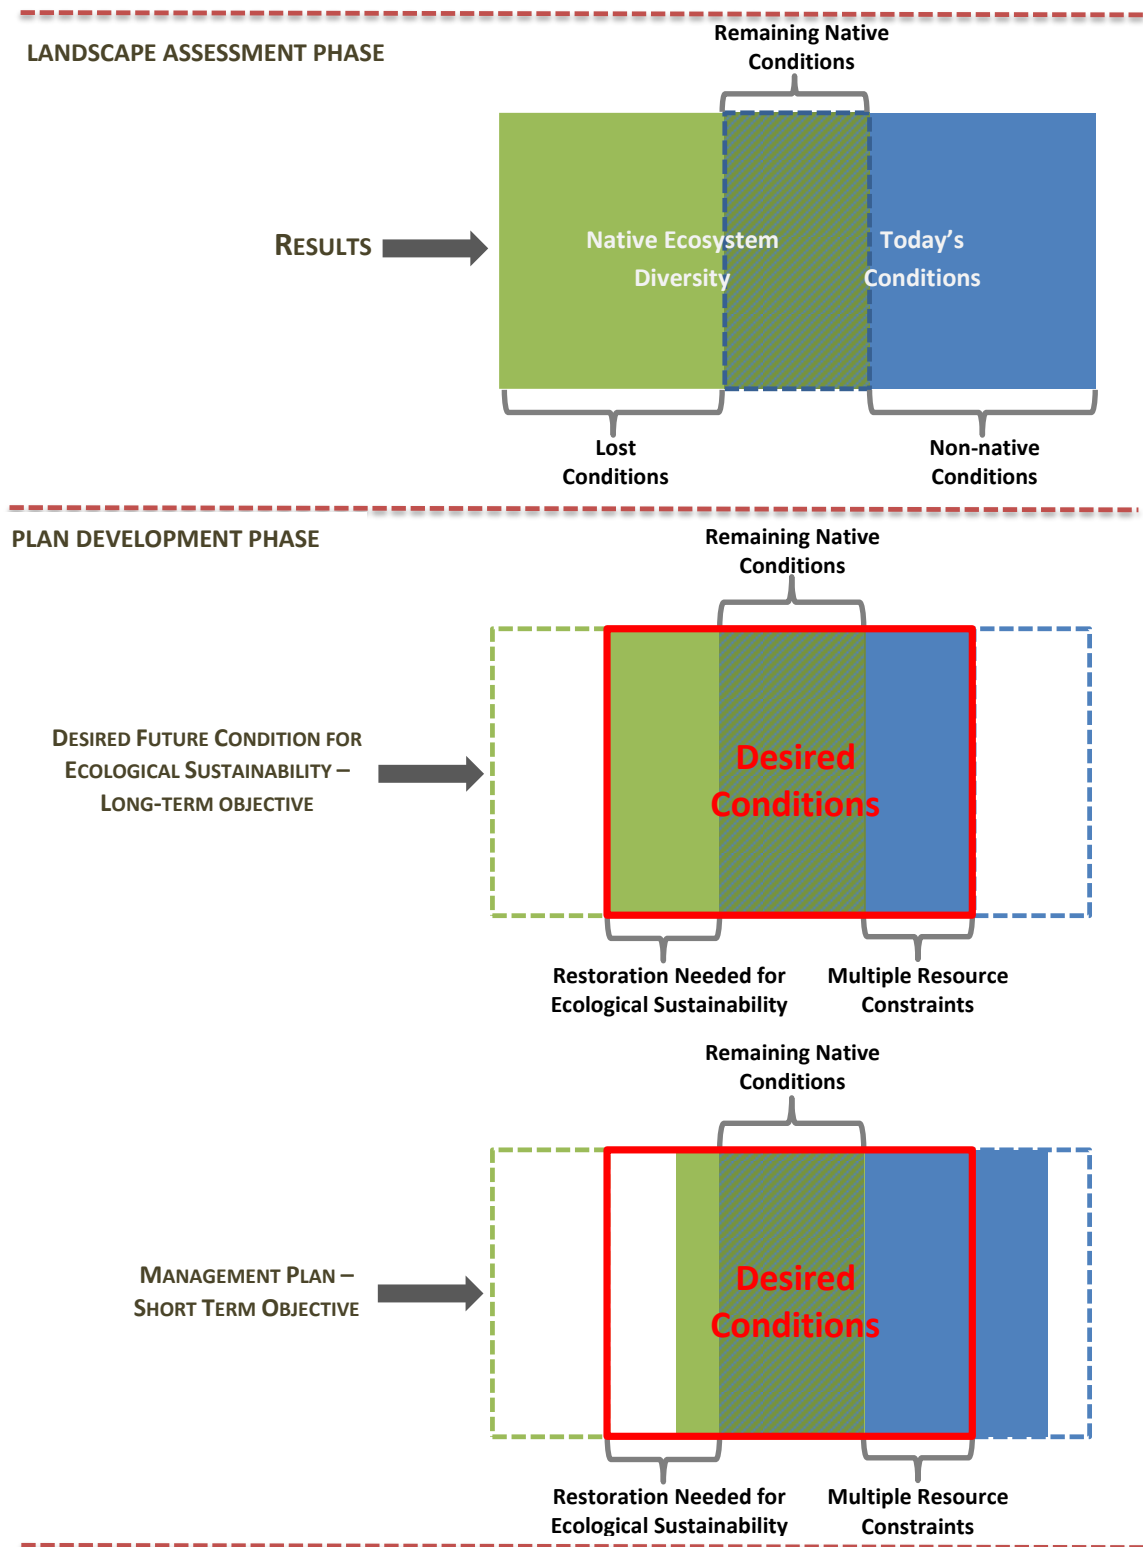 LANDSCAPE ASSESSMENT PHASE
Remaining Native
Conditions
RESULTS
Native Ecosystem
Diversity
Today's
Conditions
Lost
Conditions
Non-native
Conditions
PLAN DEVELOPMENT PHASE
Remaining Native
Conditions
DESIRED FUTURE CONDITION FOR
ECOLOGICAL SUSTAINABILITY –
LONG-TERM OBJECTIVE
Desired
Conditions
Restoration Needed for
Ecological Sustainability
Multiple Resource
Constraints
Remaining Native
Conditions
MANAGEMENT PLAN –
SHORT TERM OBJECTIVE
Desired
Conditions
Restoration Needed for
Ecological Sustainability
Multiple Resource
Constraints